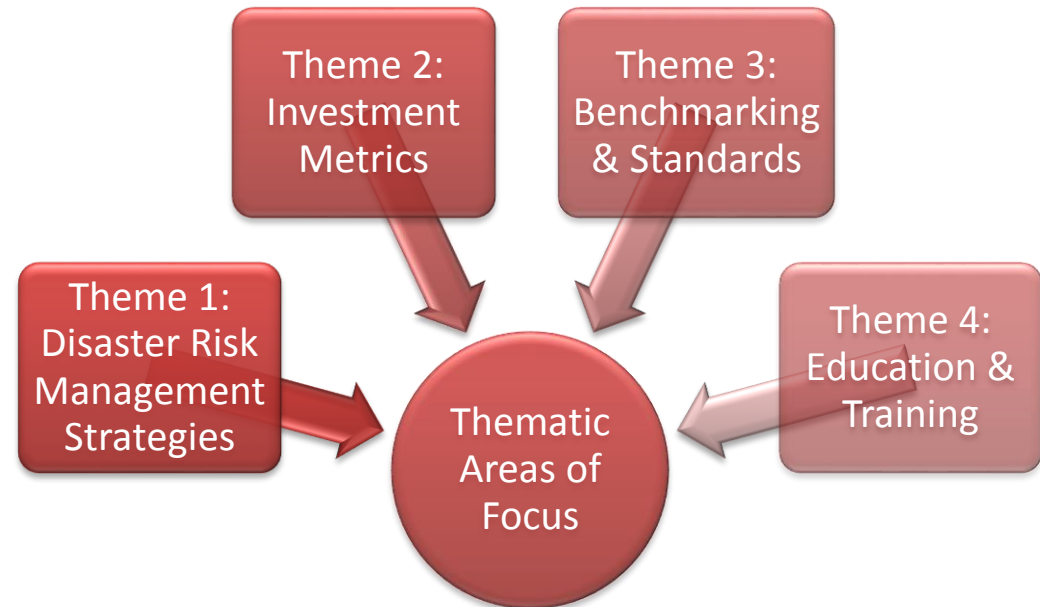 Theme 1:
Disaster Risk
Management
Strategies
Theme 2:
Investment
Metrics
Theme 3:
Benchmarking
& Standards
Theme 4:
Education &
Training
Thematic
Areas of
Focus